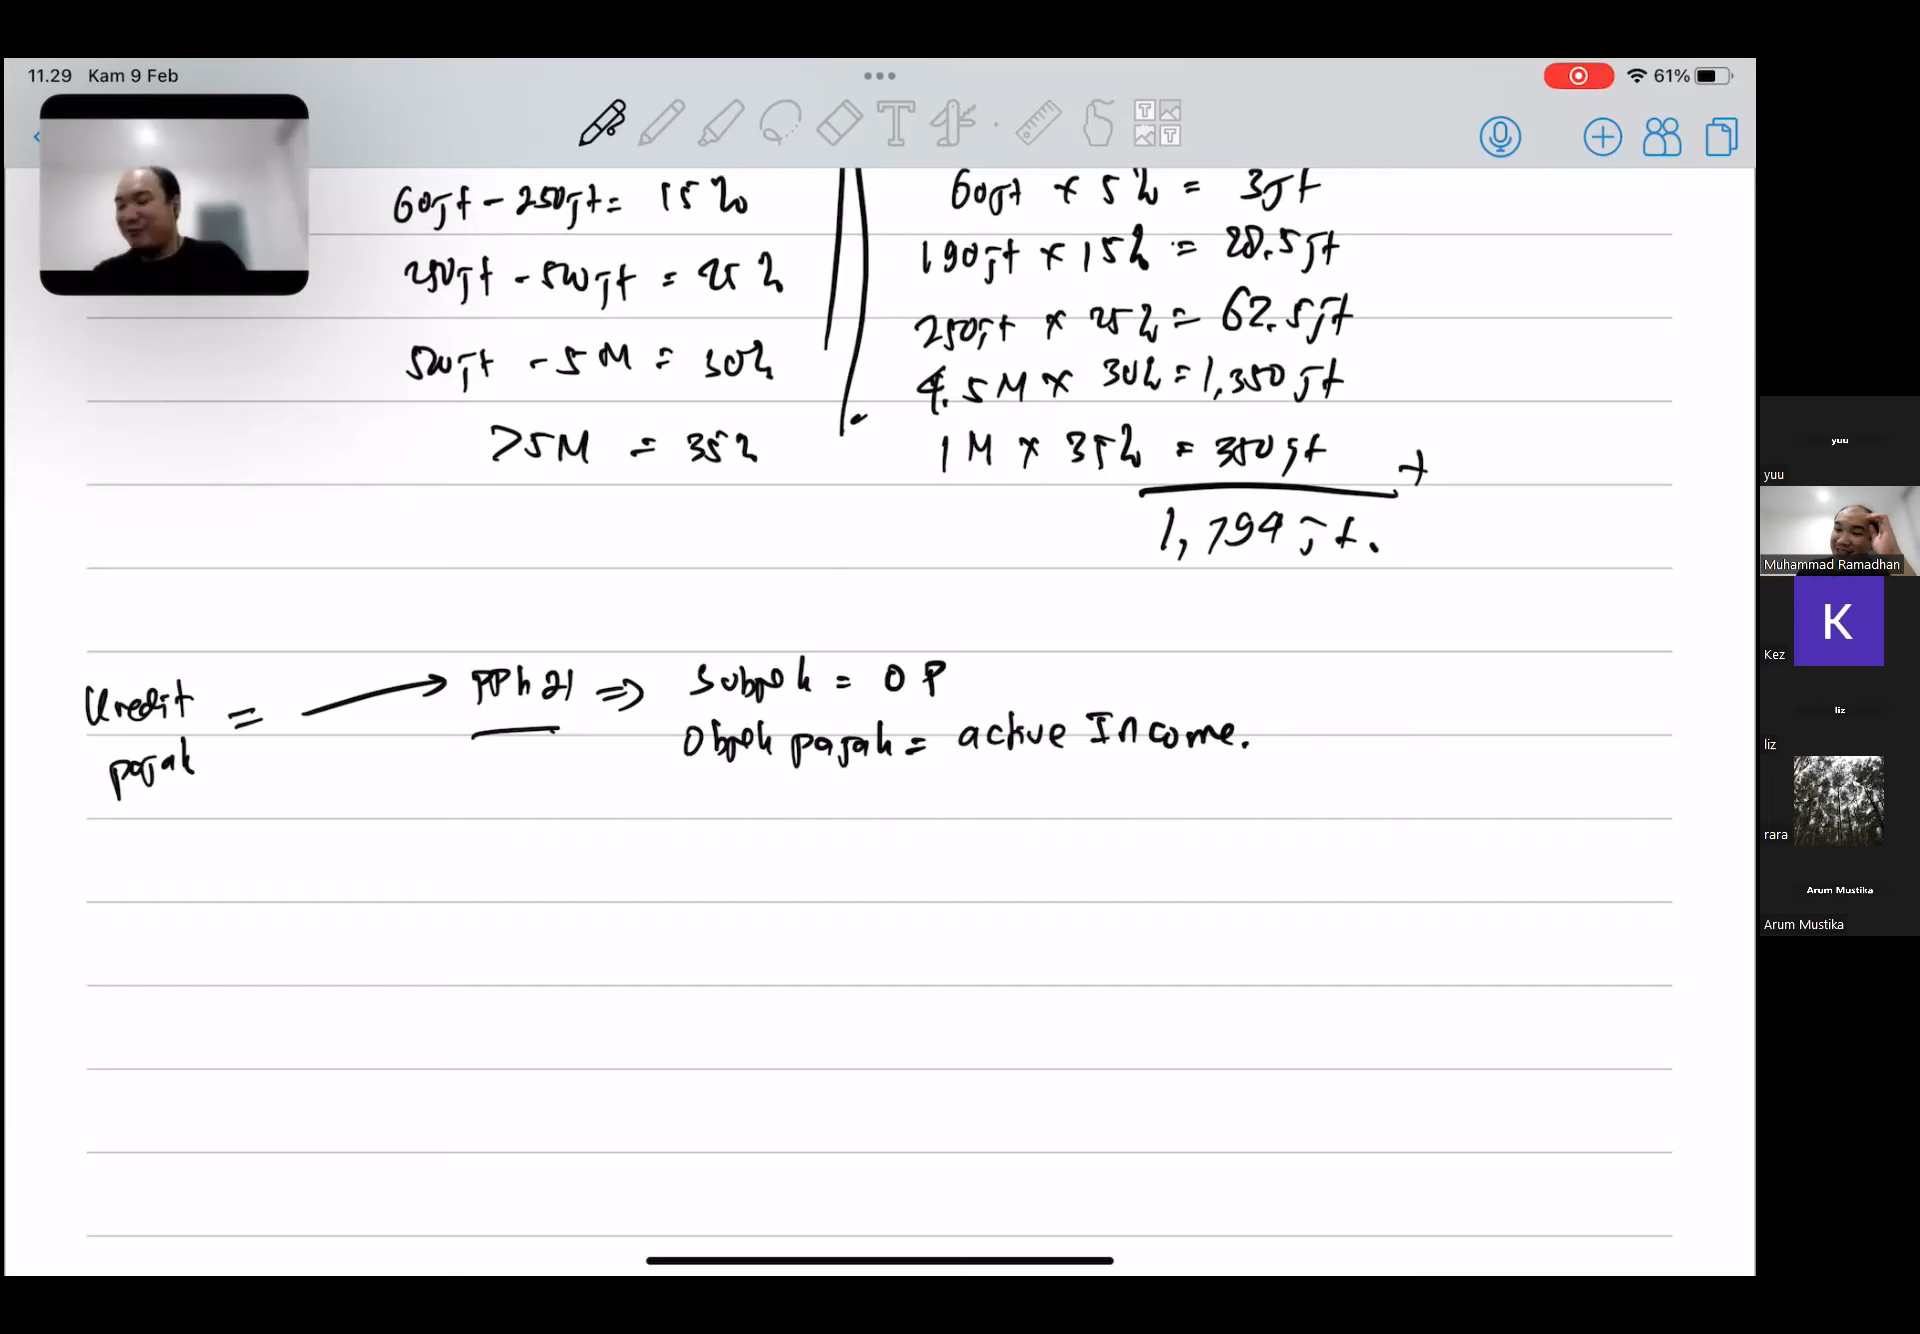 11.29 Kam 9 Feb
61%
60jt - 250jt = 15%
250jt - 500jt = 25%
500jt - 5M = 30%
>5M = 35%
60jt x 5% = 3jt
190jt x 15% = 28.5jt
250jt x 25% = 62.5jt
4.5M x 30% = 1,350jt
1M x 35% = 350jt +
1,794jt.
Kredit pajak = PPh 21 => Subjek = OP
Objek pajak = active Income.
yuu
yuu
Muhammad Ramadhan
K
Kez
liz
liz
rara
Arum Mustika
Arum Mustika